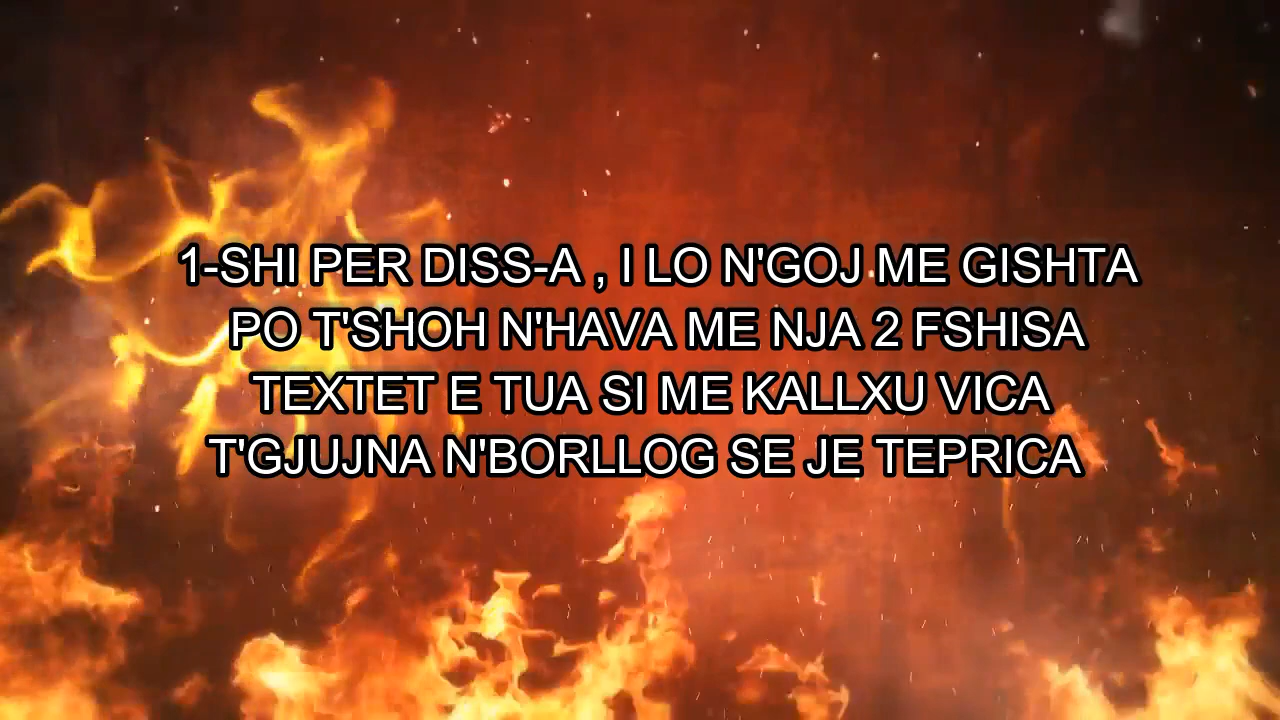 1-SHI PER DISS-A , I LO N'GOJ ME GISHTA
PO T'SHOH N'HAVA ME NJA 2 FSHISA
TEXTET E TUA SI ME KALLXU VICA
T'GJUJNA N'BORLLOG SE JE TEPRICA